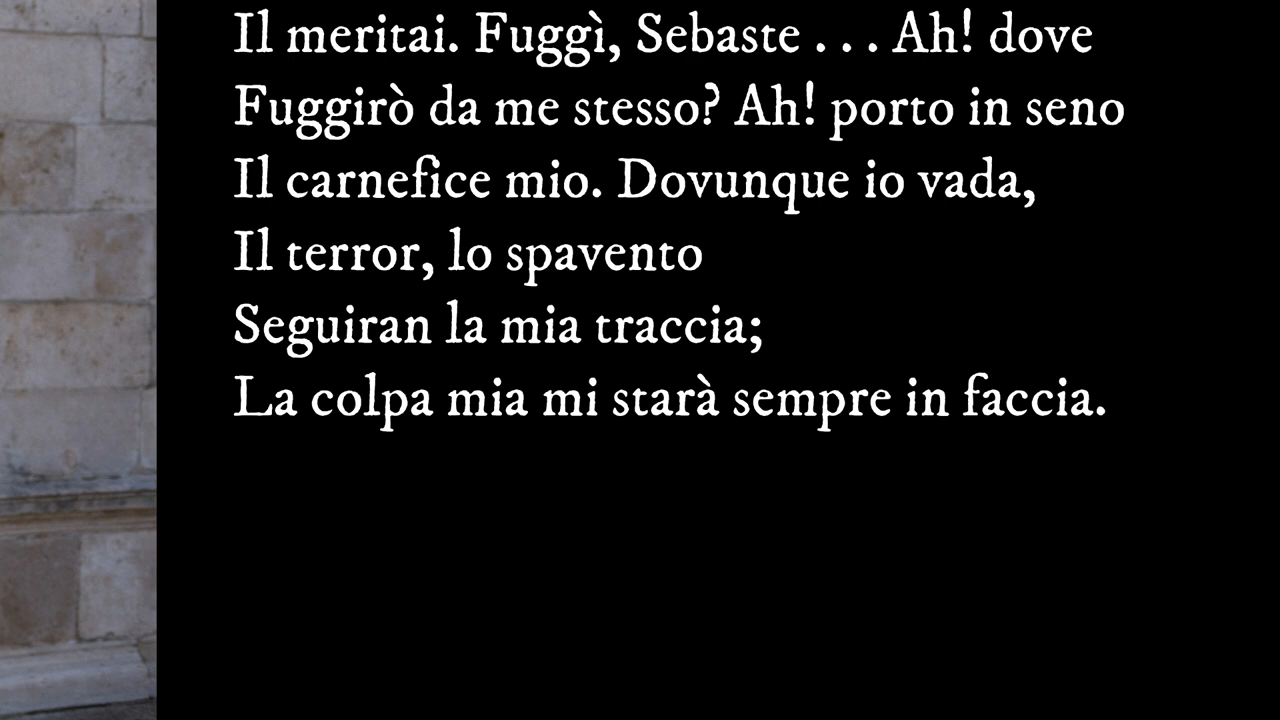 Il meritai. Fuggì, Sebaste . . . Ah! dove
Fuggirò da me stesso? Ah! porto in seno
Il carnefice mio. Dovunque io vada,
Il terror, lo spavento
Seguiran la mia traccia;
La colpa mia mi starà sempre in faccia.